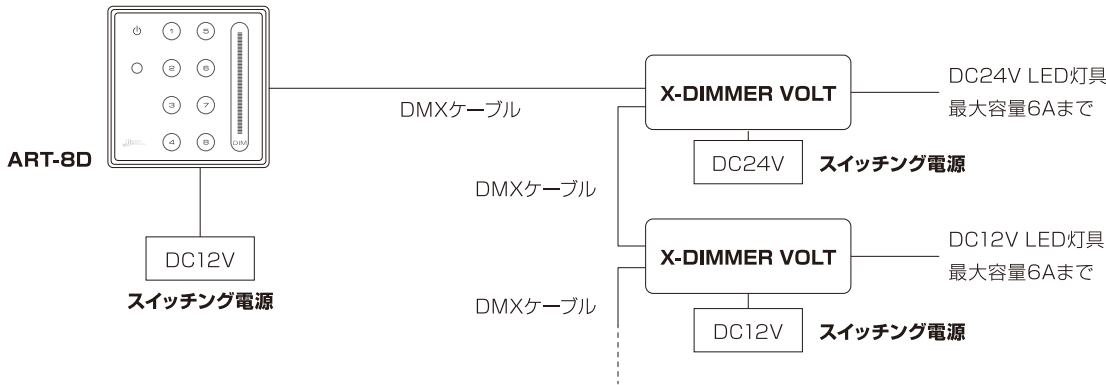 ART-8D
1
5
2
6
3
7
4
8
DIM
DC12V
スイッチング電源
DMXケーブル
X-DIMMER VOLT
DC24V LED灯具
最大容量6Aまで
DC24V
スイッチング電源
DMXケーブル
X-DIMMER VOLT
DC12V LED灯具
最大容量6Aまで
DC12V
スイッチング電源
DMXケーブル